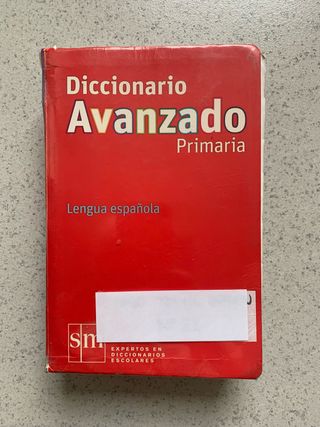 Diccionario
Avanzado
Primaria
Lengua española
sm
EXPERTOS EN
DICCIONARIOS
ESCOLARES